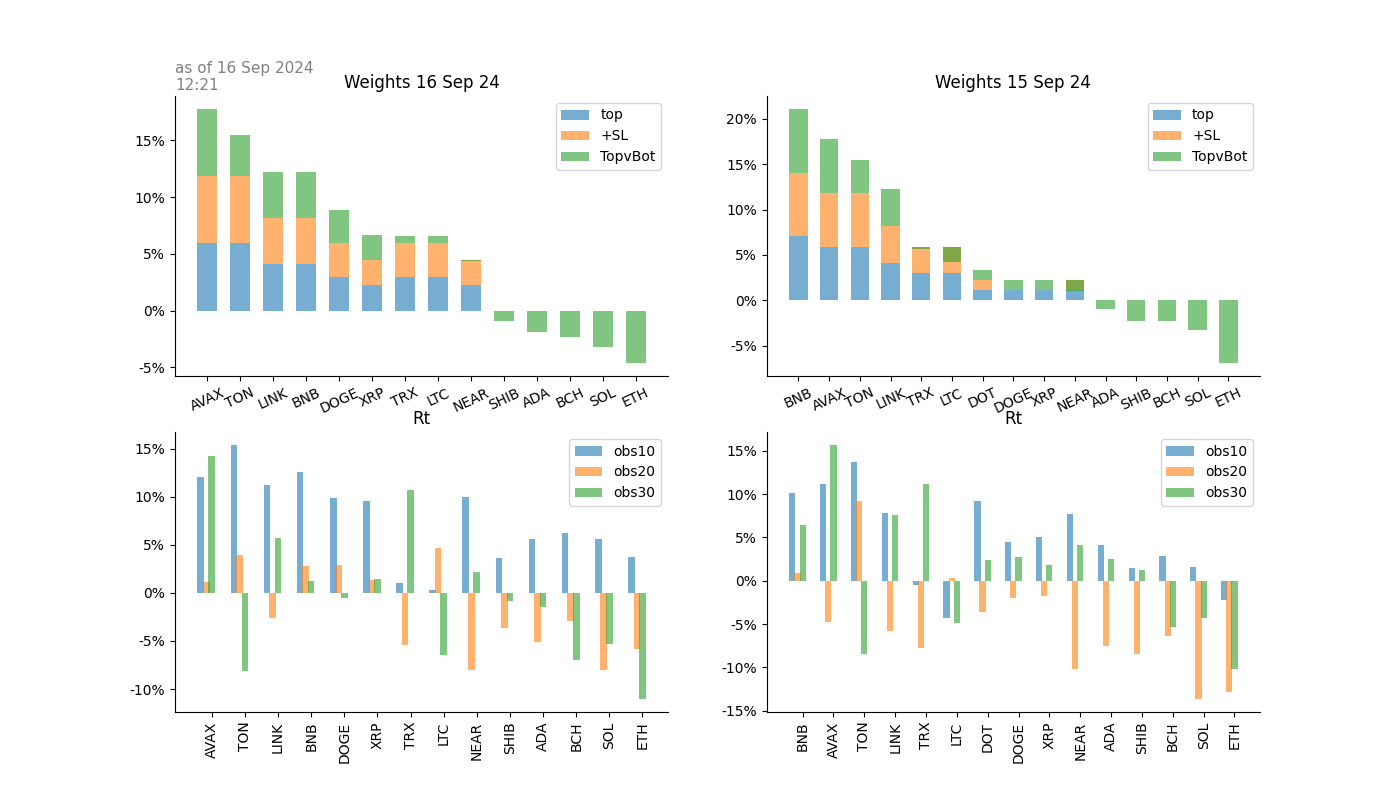 as of 16 Sep 2024
12:21
Weights 16 Sep 24
15%
10%
5%
0%
-5%
top
+SL
TopvBot
AVAX TON LINK BNB DOGE XRP TRX LTC NEAR SHIB ADA BCH SOL ETH
Weights 15 Sep 24
20%
15%
10%
5%
0%
-5%
top
+SL
TopvBot
BNB AVAX TON LINK TRX LTC DOT DOGE XRP NEAR ADA SHIB BCH SOL ETH
Rt
15%
10%
5%
0%
-5%
-10%
obs10
obs20
obs30
AVAX TON LINK BNB DOGE XRP TRX LTC NEAR SHIB ADA BCH SOL ETH
Rt
15%
10%
5%
0%
-5%
-10%
-15%
obs10
obs20
obs30
BNB AVAX TON LINK TRX LTC DOT DOGE XRP NEAR ADA SHIB BCH SOL ETH